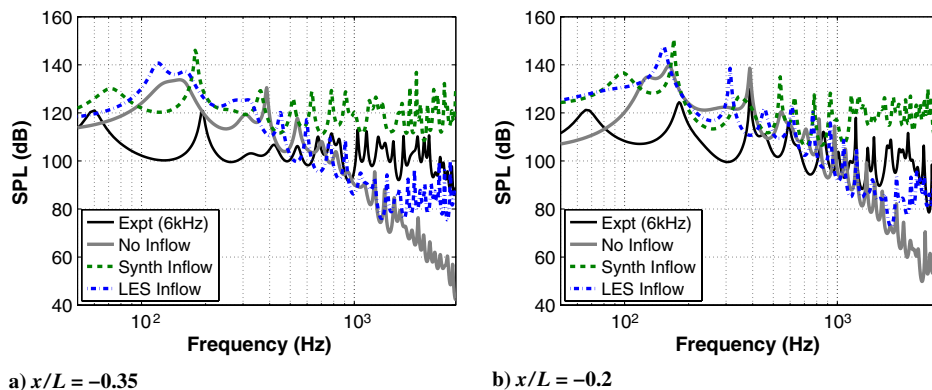 160
140
120
100
80
60
40
SPL (dB)
Expt (6kHz)
No Inflow
Synth Inflow
LES Inflow
10²
10³
Frequency (Hz)
a) x/L = −0.35
160
140
120
100
80
60
40
SPL (dB)
Expt (6kHz)
No Inflow
Synth Inflow
LES Inflow
10²
10³
Frequency (Hz)
b) x/L = −0.2